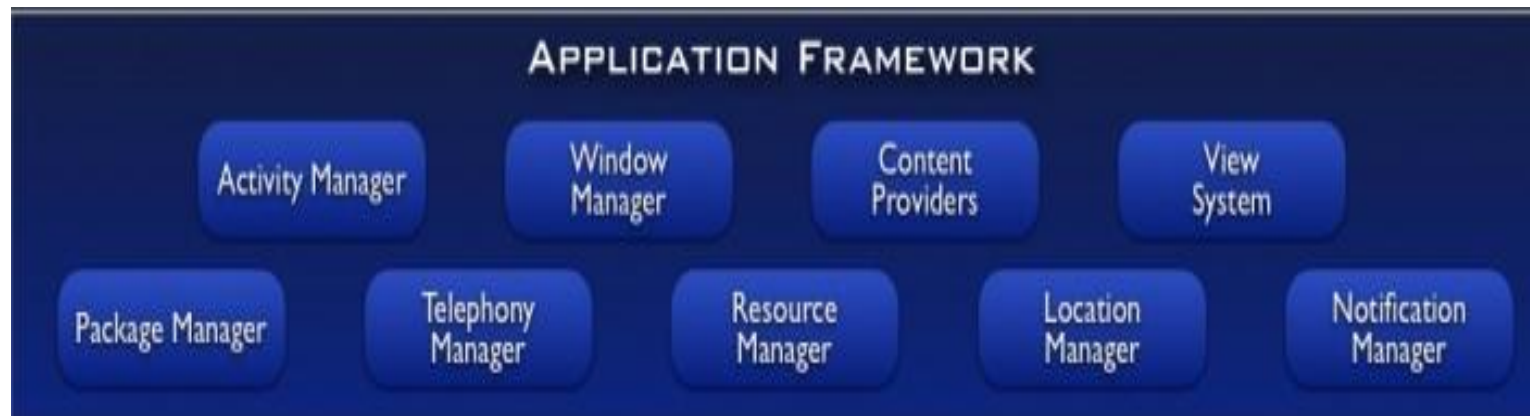 APPLICATION FRAMEWORK
Activity Manager
Window
Manager
Content
Providers
View
System
Package Manager
Telephony
Manager
Resource
Manager
Location
Manager
Notification
Manager